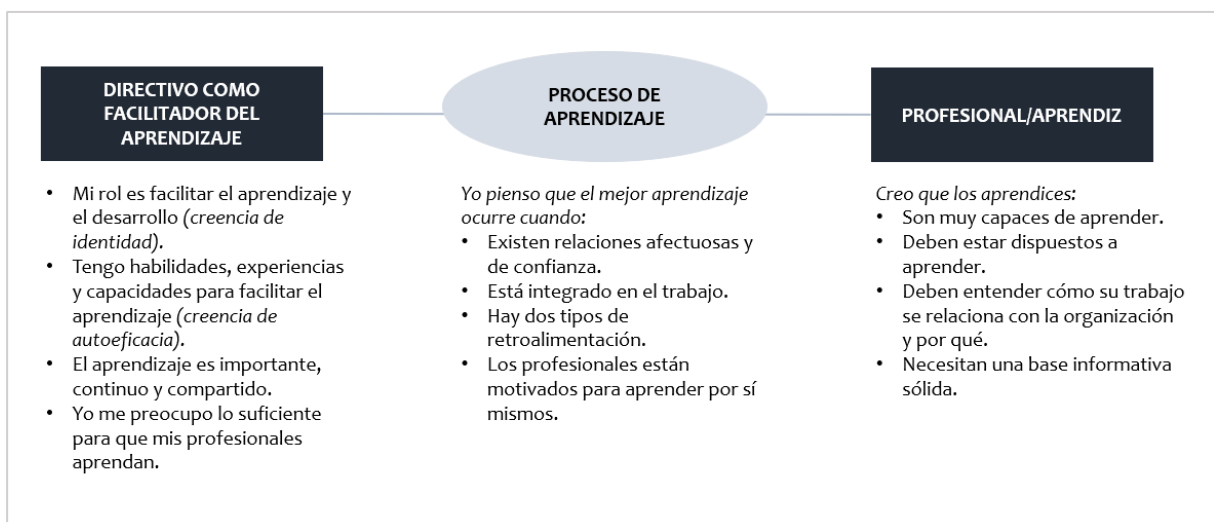 DIRECTIVO COMO
FACILITADOR DEL
APRENDIZAJE
• Mi rol es facilitar el aprendizaje y
el desarrollo (creencia de
identidad).
• Tengo habilidades, experiencias
y capacidades para facilitar el
aprendizaje (creencia de
autoeficacia).
• El aprendizaje es importante,
continuo y compartido.
• Yo me preocupo lo suficiente
para que mis profesionales
aprendan.
PROCESO DE
APRENDIZAJE
Yo pienso que el mejor aprendizaje
ocurre cuando:
• Existen relaciones afectuosas y
de confianza.
• Está integrado en el trabajo.
• Hay dos tipos de
retroalimentación.
• Los profesionales están
motivados para aprender por sí
mismos.
PROFESIONAL/APRENDIZ
Creo que los aprendices:
• Son muy capaces de aprender.
• Deben estar dispuestos a
aprender.
• Deben entender cómo su trabajo
se relaciona con la organización
y por qué.
• Necesitan una base informativa
sólida.